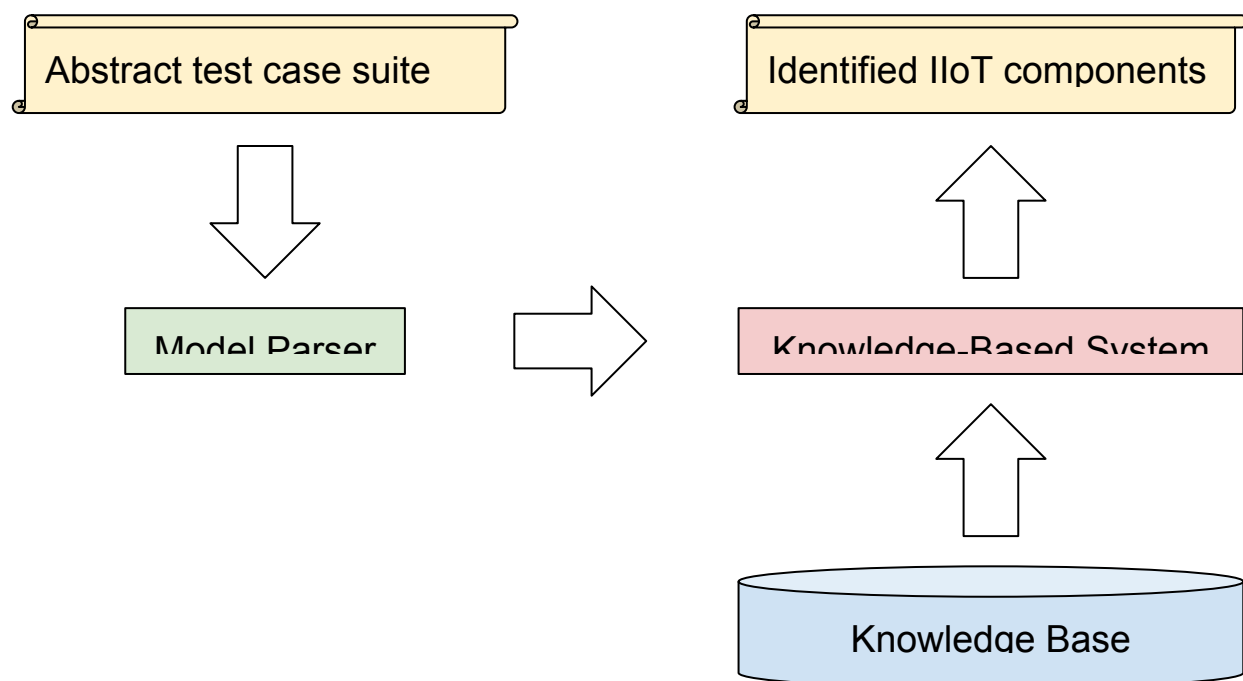 Abstract test case suite
Identified IIoT components
Model Parser
Knowledge-Based System
Knowledge Base